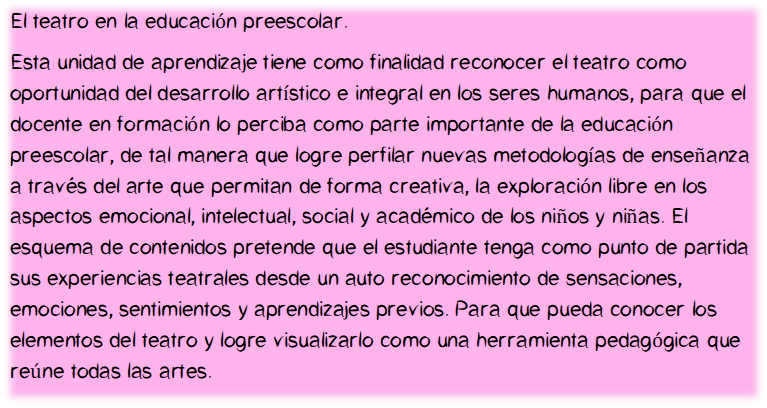 El teatro en la educación preescolar.
Esta unidad de aprendizaje tiene como finalidad reconocer el teatro como
oportunidad del desarrollo artístico e integral en los seres humanos, para que el
docente en formación lo perciba como parte importante de la educación
preescolar, de tal manera que logre perfilar nuevas metodologías de enseñanza
a través del arte que permitan de forma creativa, la exploración libre en los
aspectos emocional, intelectual, social y académico de los niños y niñas. El
esquema de contenidos pretende que el estudiante tenga como punto de partida
sus experiencias teatrales desde un auto reconocimiento de sensaciones,
emociones, sentimientos y aprendizajes previos. Para que pueda conocer los
elementos del teatro y logre visualizarlo como una herramienta pedagógica que
reúne todas las artes.